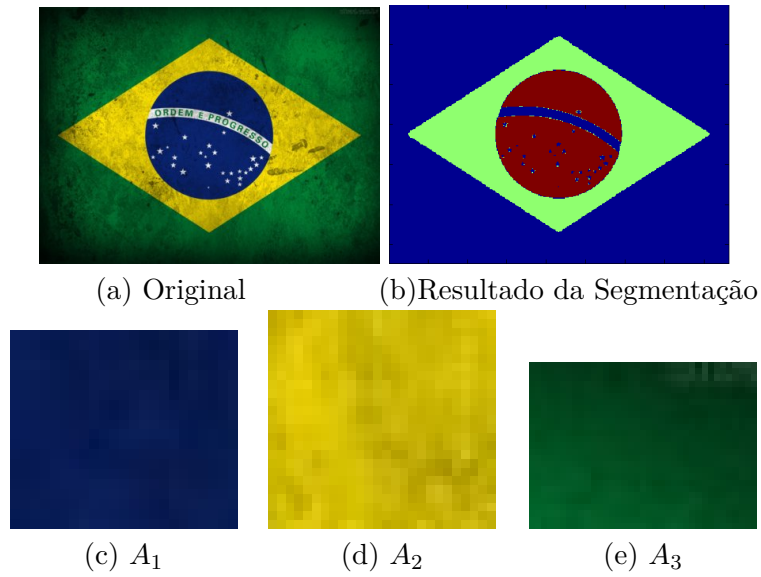 ORDEM E PROGRESSO
(a) Original
(b)Resultado da Segmentação
(c) A₁
(d) A₂
(e) A₃